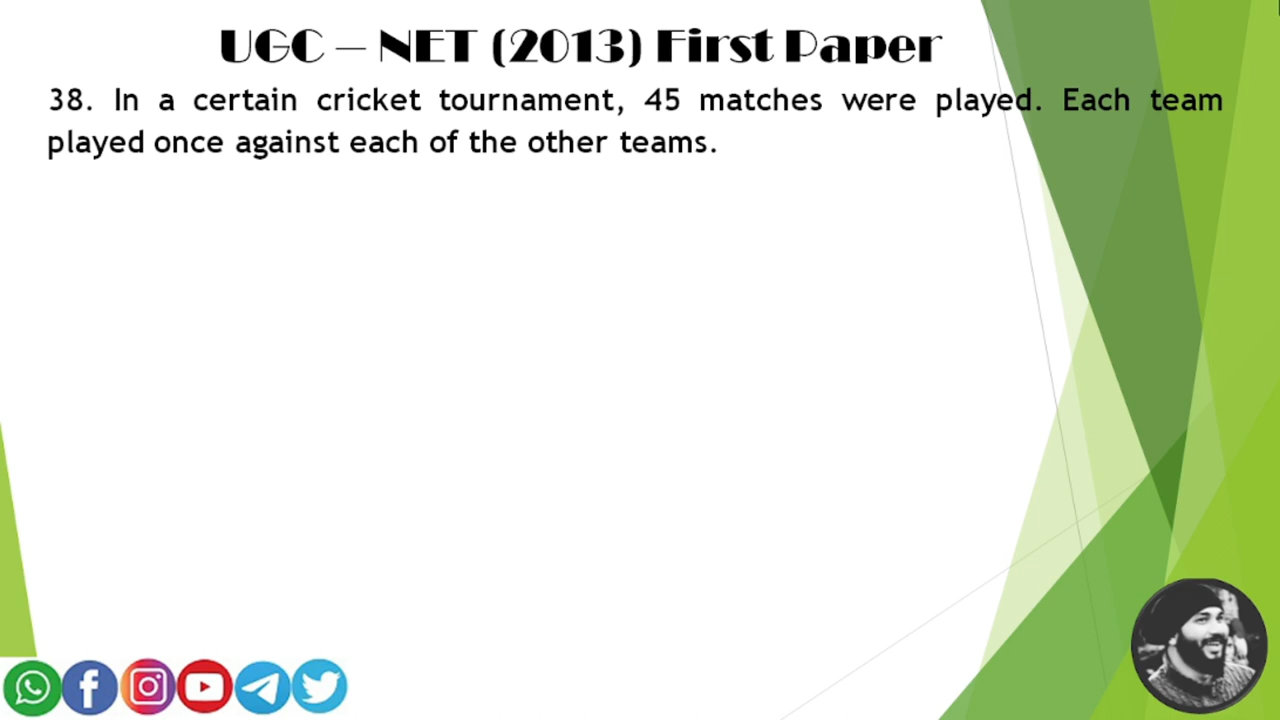 UGC – NET (2013) First Paper
38. In a certain cricket tournament, 45 matches were played. Each team
played once against each of the other teams.